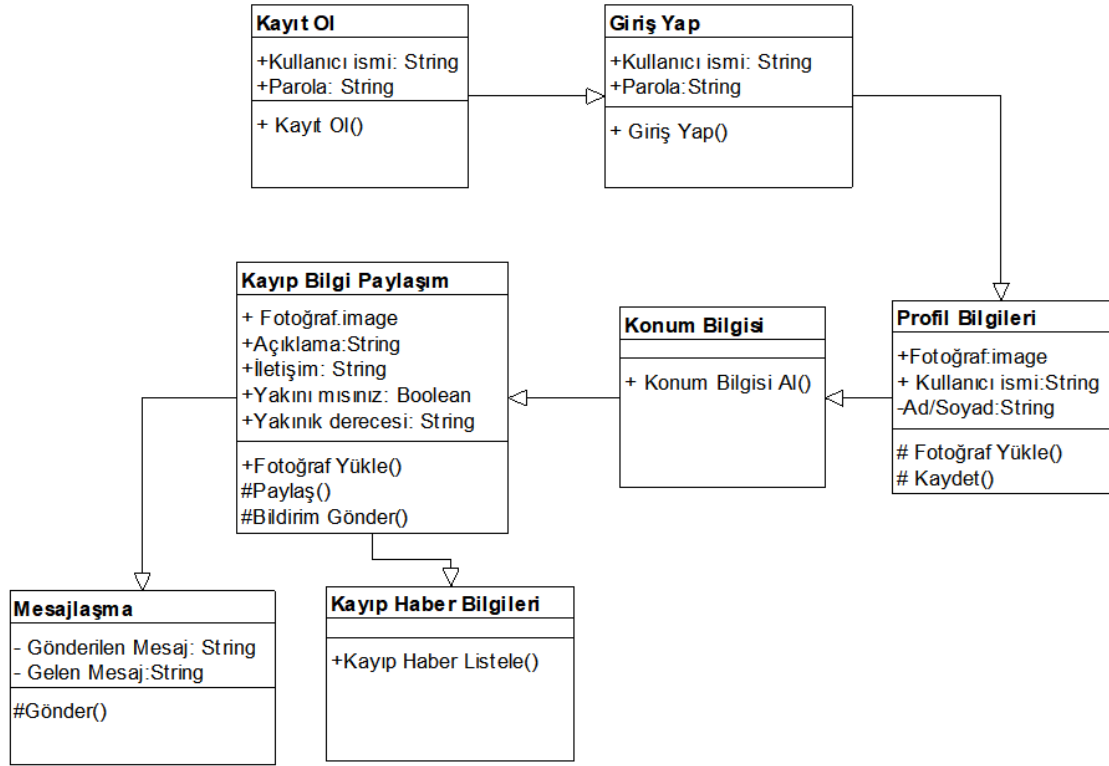 Kayıt Ol
+Kullanıcı ismi: String
+Parola: String
+ Kayıt Ol()
Giriş Yap
+Kullanıcı ismi: String
+Parola:String
+ Giriş Yap()
Kayıp Bilgi Paylaşım
+ Fotoğraf:image
+Açıklama:String
+İletişim: String
+Yakını mısınız: Boolean
+Yakınık derecesi: String
+Fotoğraf Yükle()
#Paylaş()
#Bildirim Gönder()
Konum Bilgisi
+ Konum Bilgisi Al()
Profil Bilgileri
+Fotoğraf:image
+ Kullanıcı ismi:String
-Ad/Soyad:String
# Fotoğraf Yükle()
# Kaydet()
Mesajlaşma
- Gönderilen Mesaj: String
- Gelen Mesaj:String
#Gönder()
Kayıp Haber Bilgileri
+Kayıp Haber Listele()